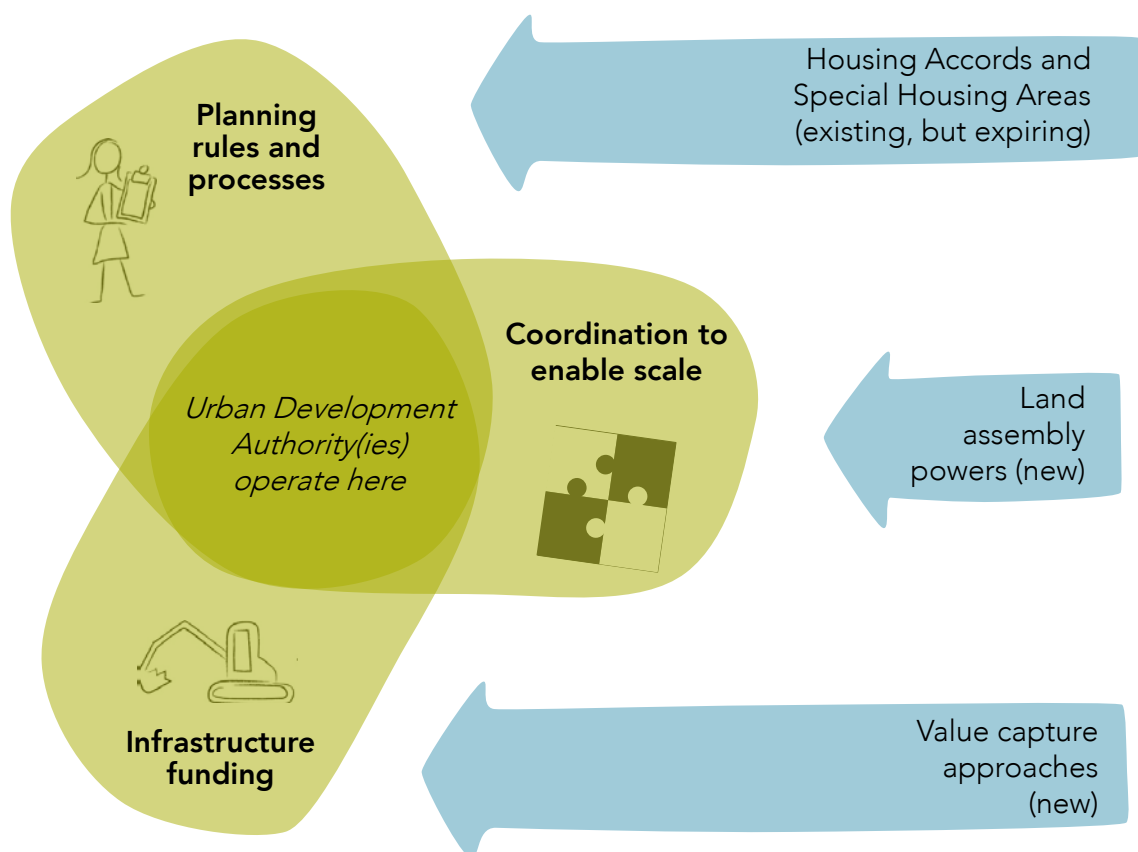 Planning
rules and
processes
Housing Accords and
Special Housing Areas
(existing, but expiring)
Coordination to
enable scale
Urban Development
Authority(ies)
operate here
Land
assembly
powers (new)
Infrastructure
funding
Value capture
approaches
(new)